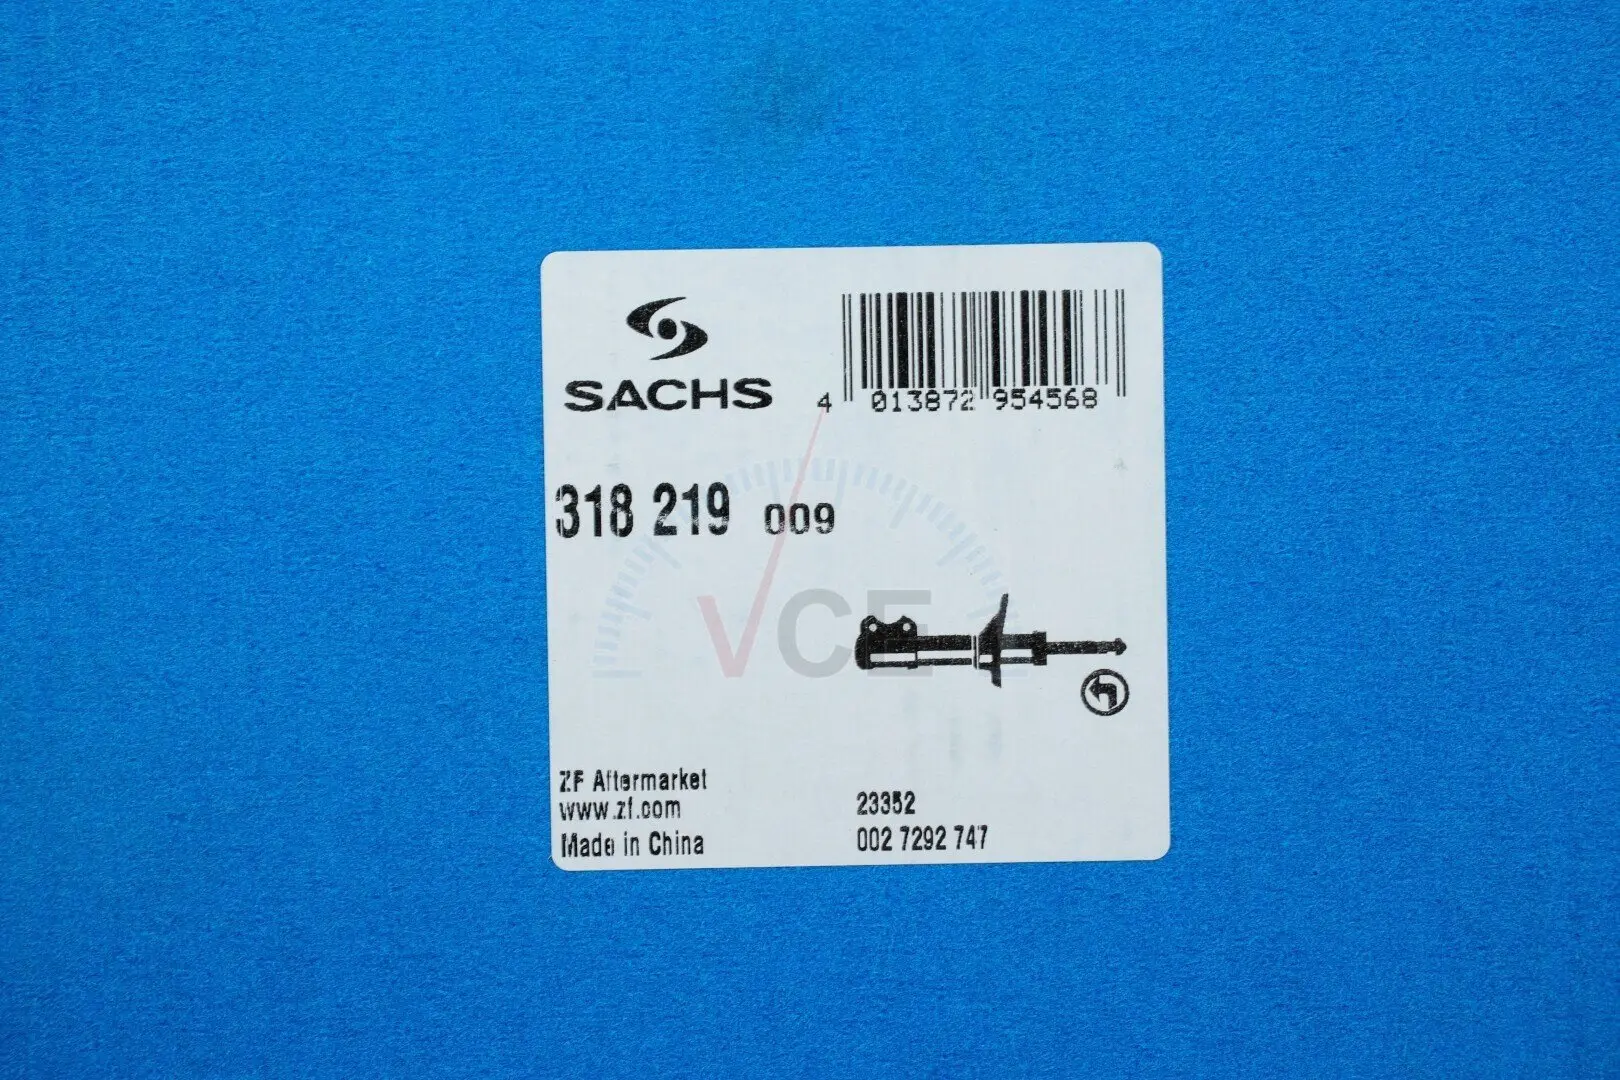 SACHS
4 013872 954568
318 219 009
VCE
ZF Aftermarket
www.zf.com
Made in China
23352
002 7292 747